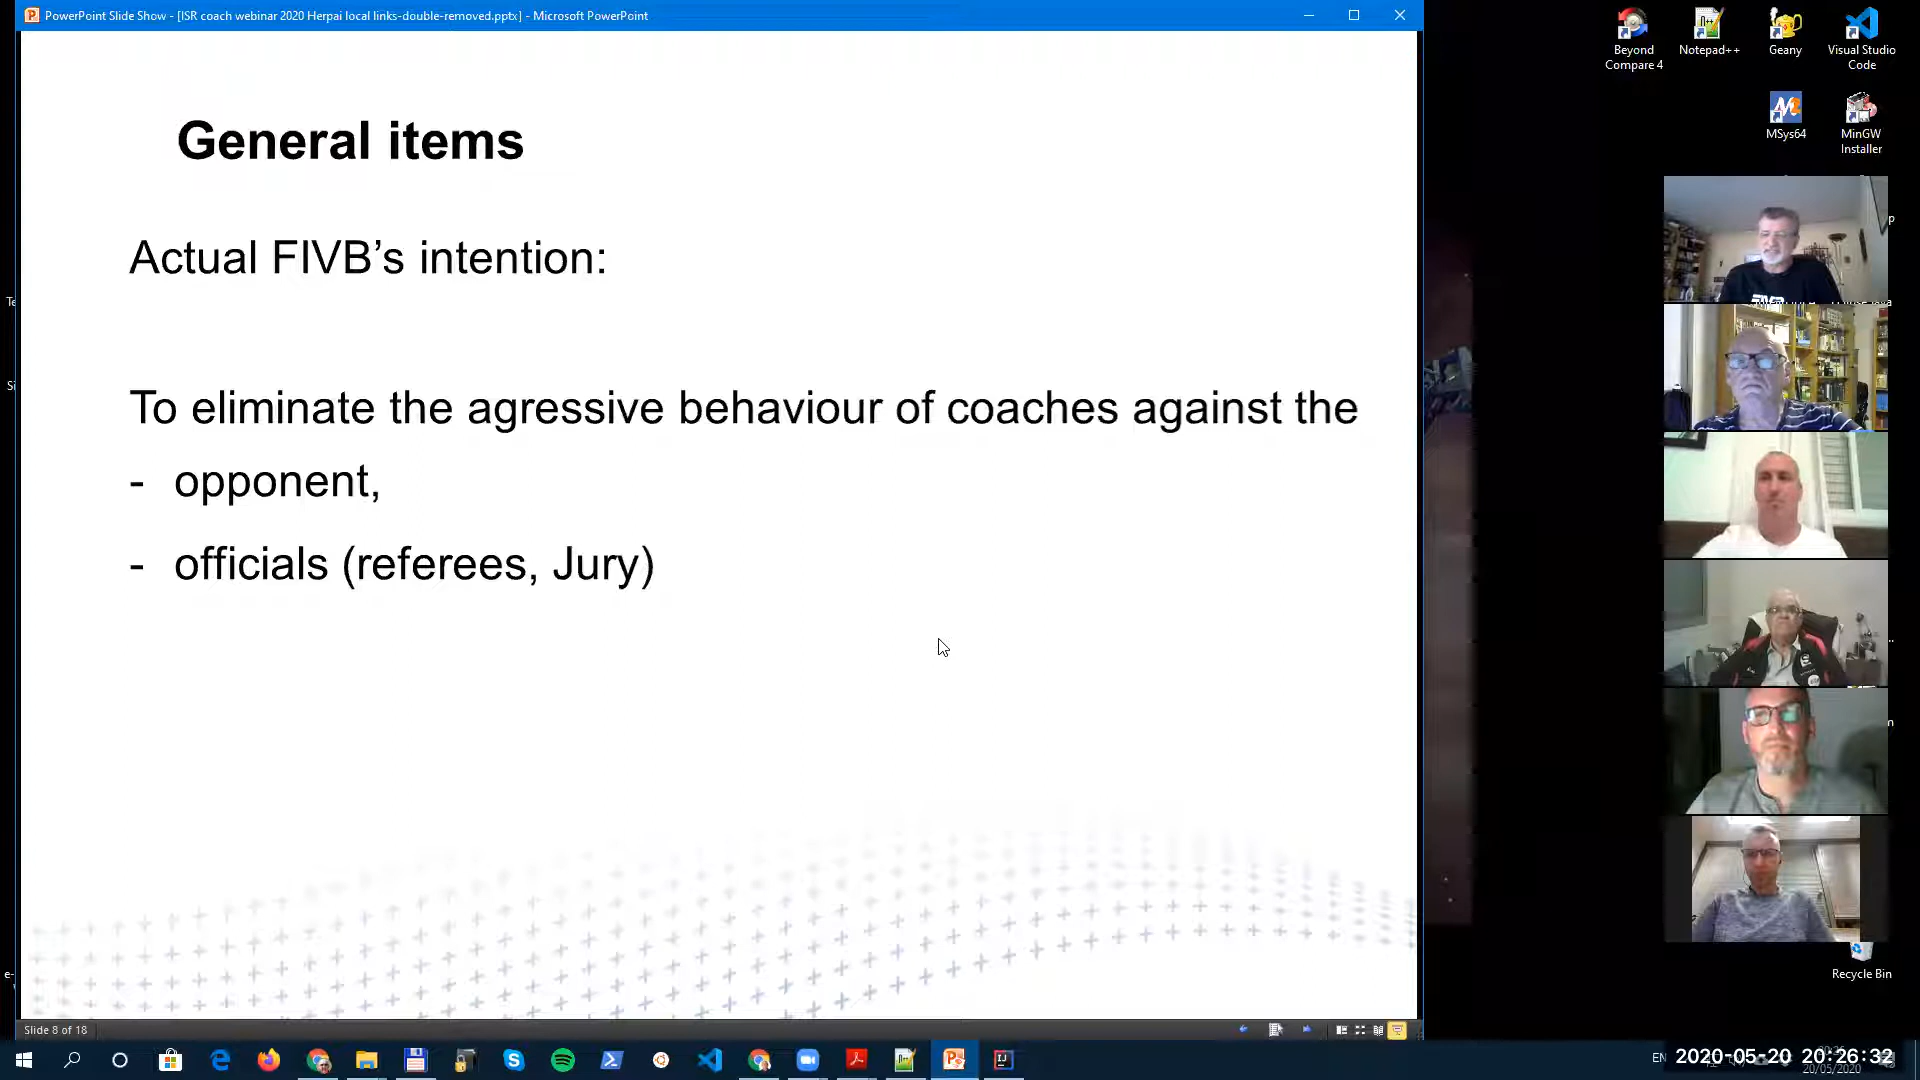 PowerPoint Slide Show - [ISR coach webinar 2020 Herpai local links-double-removed.pptx] - Microsoft PowerPoint
General items
Actual FIVB’s intention:
To eliminate the agressive behaviour of coaches against the
- opponent,
- officials (referees, Jury)
Slide 8 of 18
Beyond Compare 4
Notepad++
Geany
Visual Studio Code
MSys64
MinGW Installer
Recycle Bin
EN
2020-05-20 20:26:32
20/05/2020